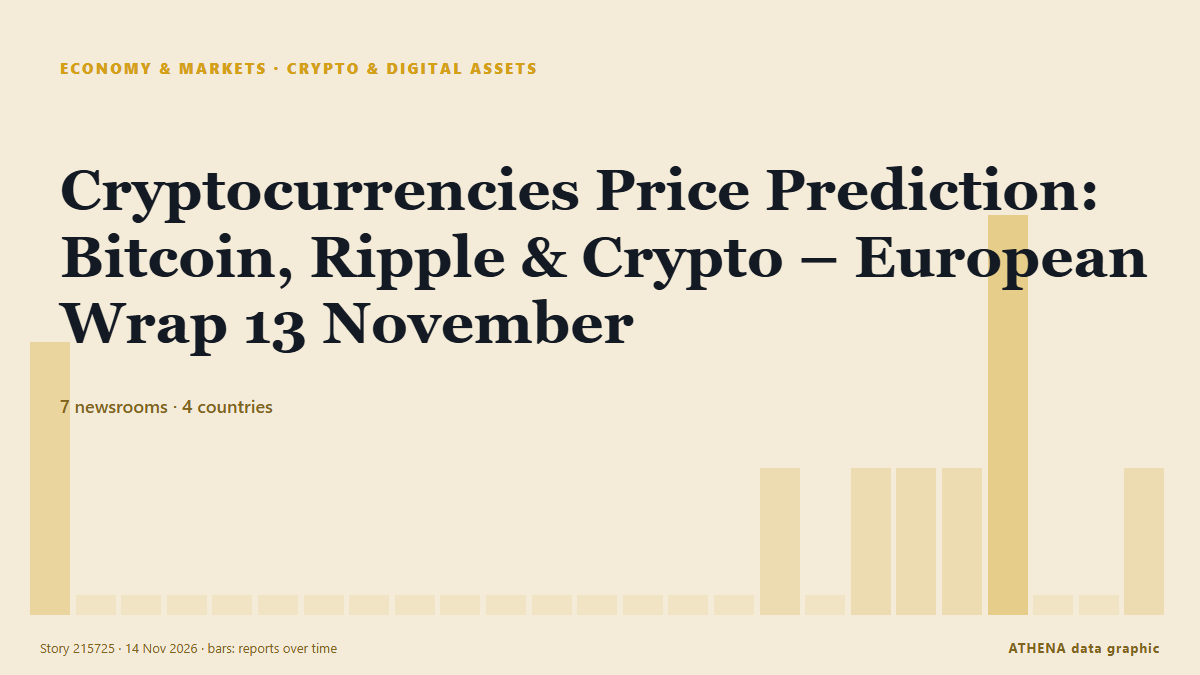 ECONOMY & MARKETS · CRYPTO & DIGITAL ASSETS
Cryptocurrencies Price Prediction:
Bitcoin, Ripple & Crypto – European
Wrap 13 November
7 newsrooms · 4 countries
Story 215725 · 14 Nov 2026 · bars: reports over time
ATHENA data graphic